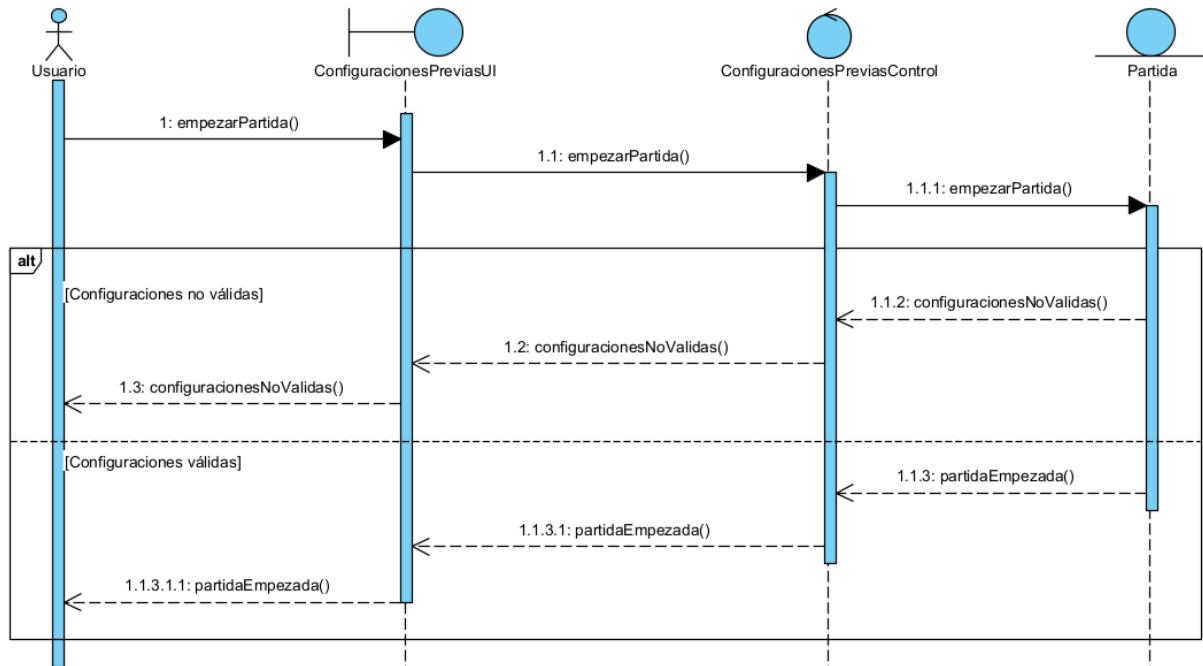 Usuario
ConfiguracionesPreviasUI
ConfiguracionesPreviasControl
Partida
1: empezarPartida()
1.1: empezarPartida()
1.1.1: empezarPartida()
alt
[Configuraciones no válidas]
1.1.2: configuracionesNoValidas()
1.2: configuracionesNoValidas()
1.3: configuracionesNoValidas()
[Configuraciones válidas]
1.1.3: partidaEmpezada()
1.1.3.1: partidaEmpezada()
1.1.3.1.1: partidaEmpezada()